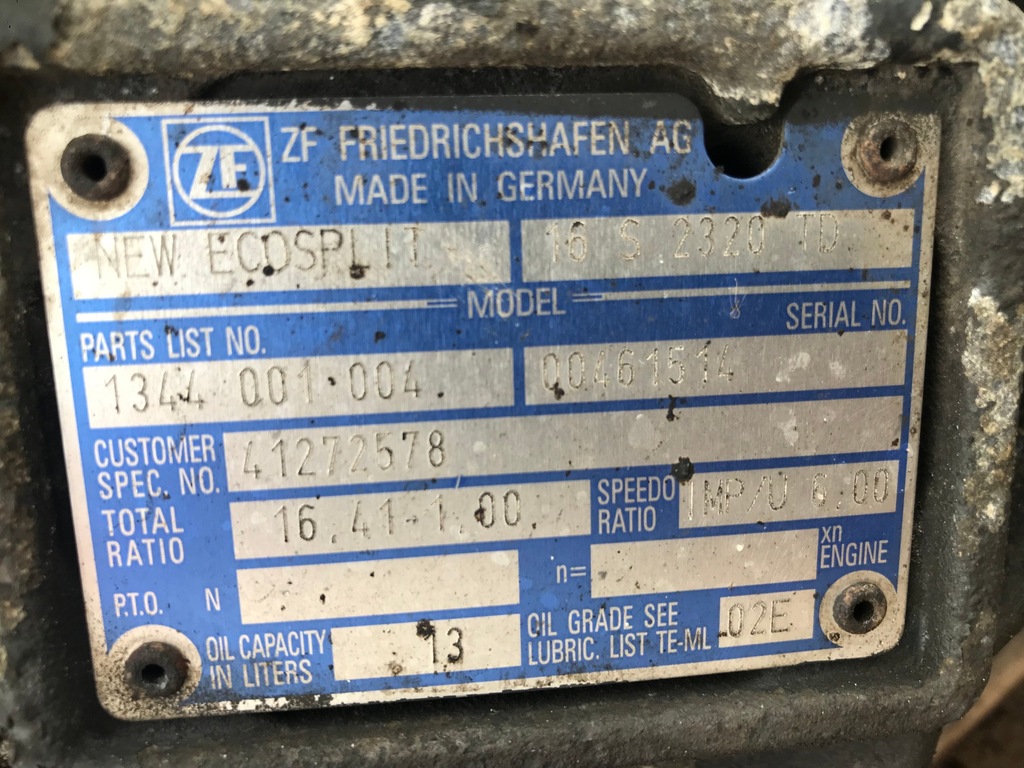 ZF
ZF FRIEDRICHSHAFEN AG
MADE IN GERMANY
NEW ECOSPLIT 16 S 2320 TD
MODEL
PARTS LIST NO. SERIAL NO.
1344 001 004 00461514
CUSTOMER SPEC. NO. 41272578
TOTAL RATIO 16.41-1.00 SPEEDO RATIO IMP/U 6.00
P.T.O. N n= xn ENGINE
OIL CAPACITY IN LITERS 13 OIL GRADE SEE LUBRIC. LIST TE-ML 02E